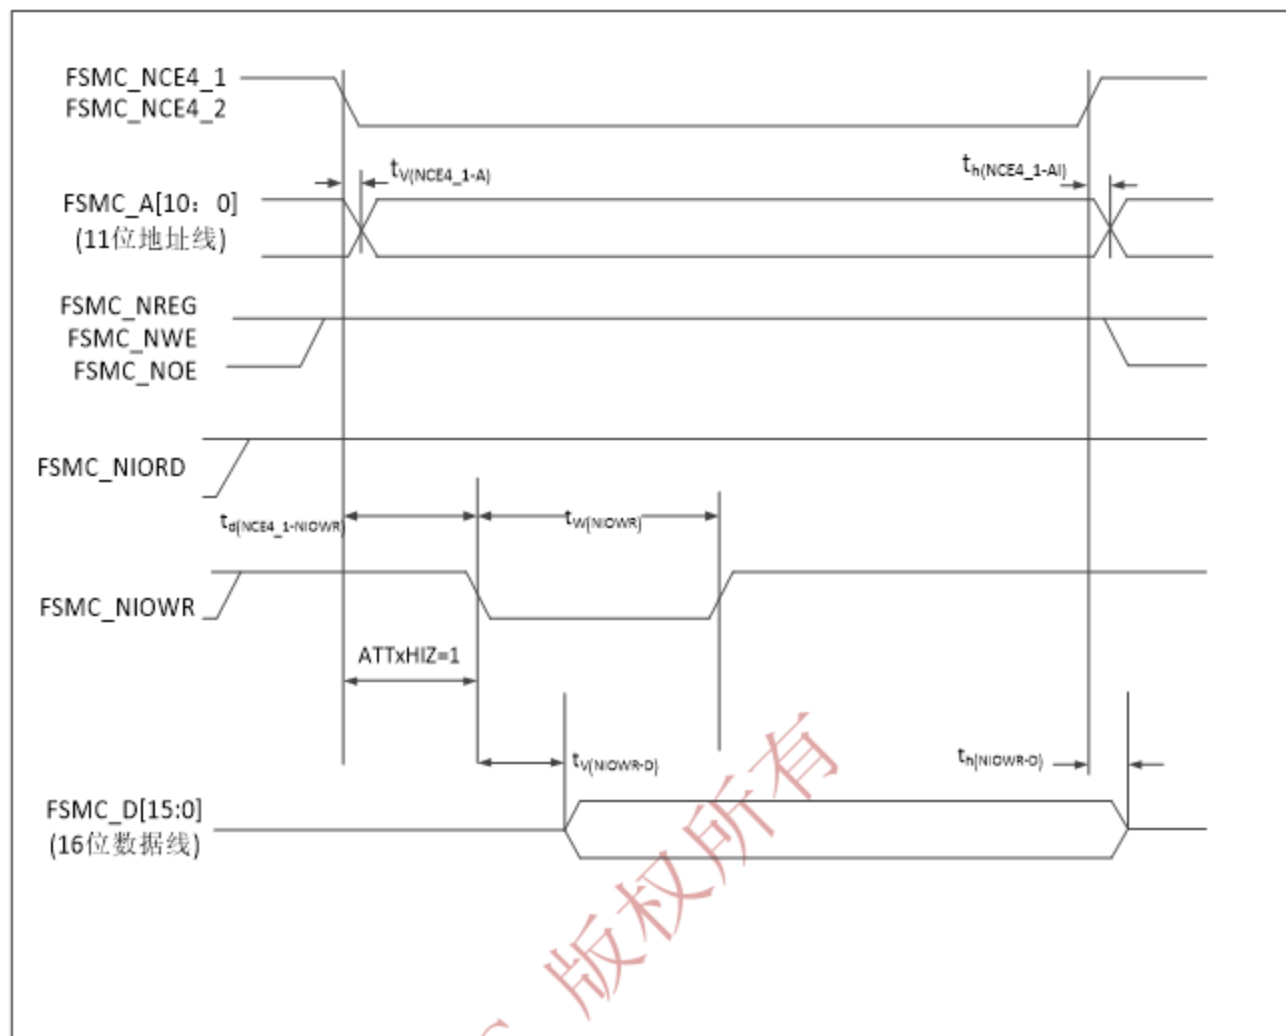 FSMC_NCE4_1
FSMC_NCE4_2
tV(NCE4_1-A)
th(NCE4_1-AI)
FSMC_A[10：0]
(11位地址线)
FSMC_NREG
FSMC_NWE
FSMC_NOE
FSMC_NIORD
td(NCE4_1-NIOWR)
tW(NIOWR)
FSMC_NIOWR
ATTxHIZ=1
tV(NIOWR-D)
th(NIOWR-D)
FSMC_D[15:0]
(16位数据线)
版权所有